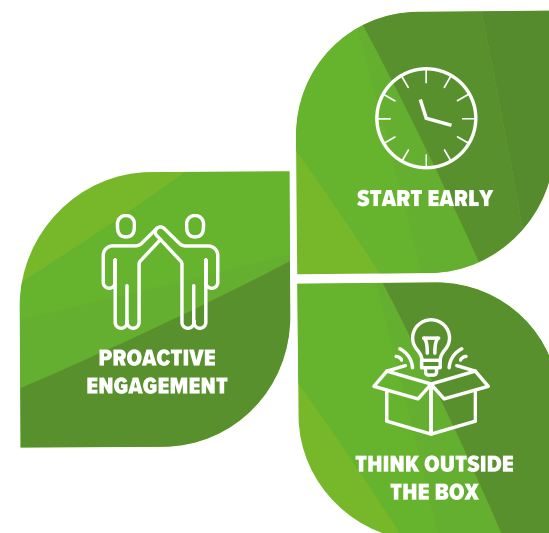 START EARLY
PROACTIVE
ENGAGEMENT
THINK OUTSIDE
THE BOX